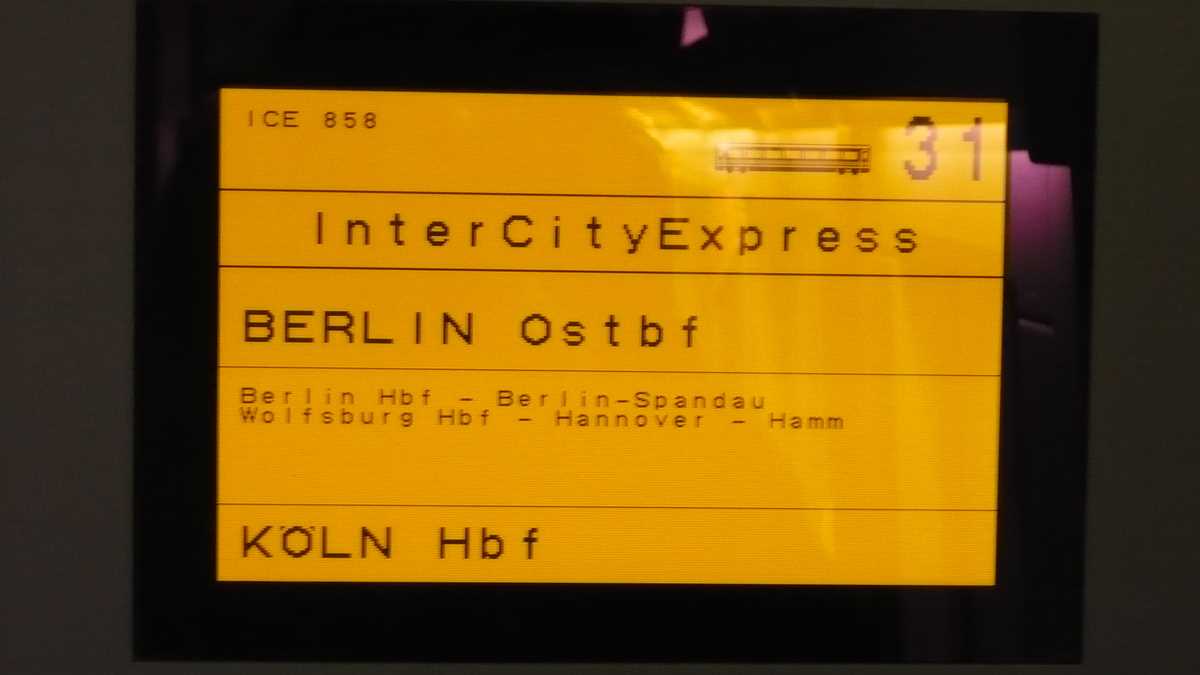 ICE 858
31
InterCityExpress
BERLIN Ostbf
Berlin Hbf - Berlin-Spandau
Wolfsburg Hbf - Hannover - Hamm
KÖLN Hbf